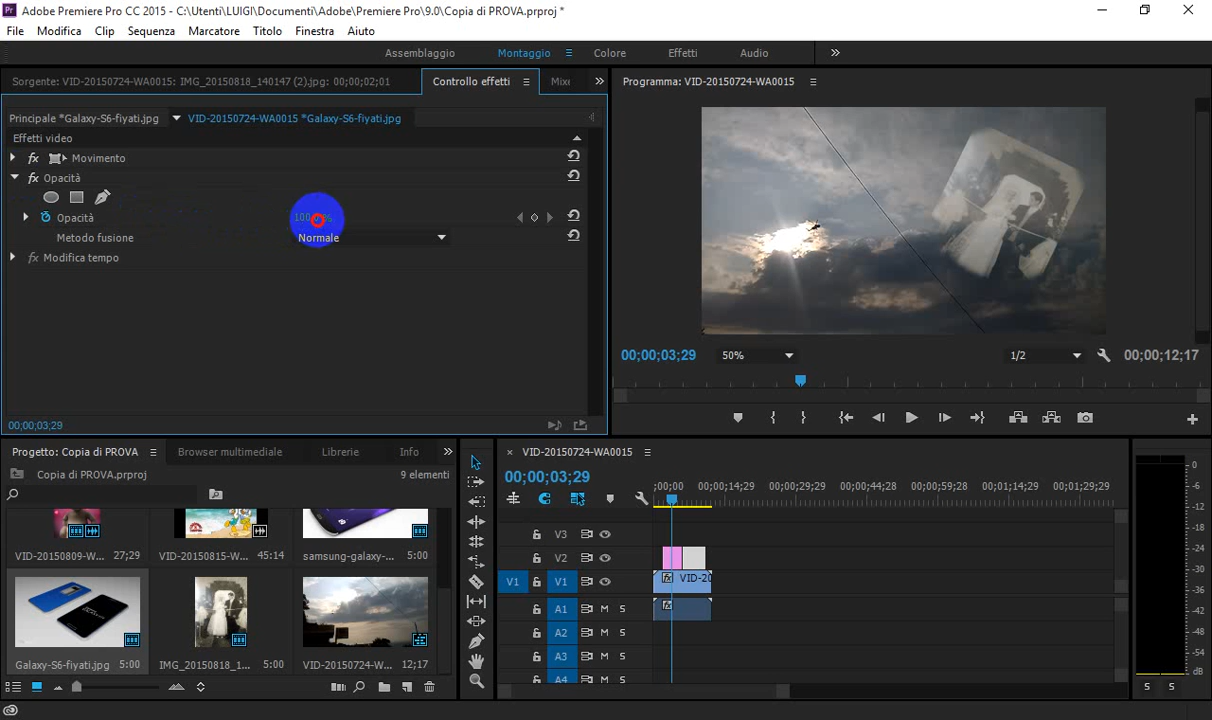 Adobe Premiere Pro CC 2015 - C:\Utenti\LUIGI\Documenti\Adobe\Premiere Pro\9.0\Copia di PROVA.prproj *
File Modifica Clip Sequenza Marcatore Titolo Finestra Aiuto
Assemblaggio Montaggio Colore Effetti Audio
Sorgente: VID-20150724-WA0015: IMG_20150818_140147 (2).jpg: 00;00;02;01 Controllo effetti Mixe
Programma: VID-20150724-WA0015
Principale *Galaxy-S6-fiyati.jpg VID-20150724-WA0015 *Galaxy-S6-fiyati.jpg
Effetti video
fx Movimento
fx Opacità
Opacità
Metodo fusione Normale
fx Modifica tempo
00;00;03;29 50% 1/2 00;00;12;17
00;00;03;29
Progetto: Copia di PROVA Browser multimediale Librerie Info
Copia di PROVA.prproj 9 elementi
VID-20150809-W... 27;29 VID-20150815-W... 45:14 samsung-galaxy-... 5:00
Galaxy-S6-fiyati.jpg 5:00 IMG_20150818_1... 5:00 VID-20150724-W... 12;17
VID-20150724-WA0015
00;00;03;29
;00;00 00;00;14;29 00;00;29;29 00;00;44;28 00;00;59;28 00;01;14;29 00;01;29;29
V3
V2
V1 V1 fx VID-20
A1 M S fx
A2 M S
A3 M S
A4 M S
0
-6
-12
-18
-24
-30
-36
-42
-48
-54
dB
S S